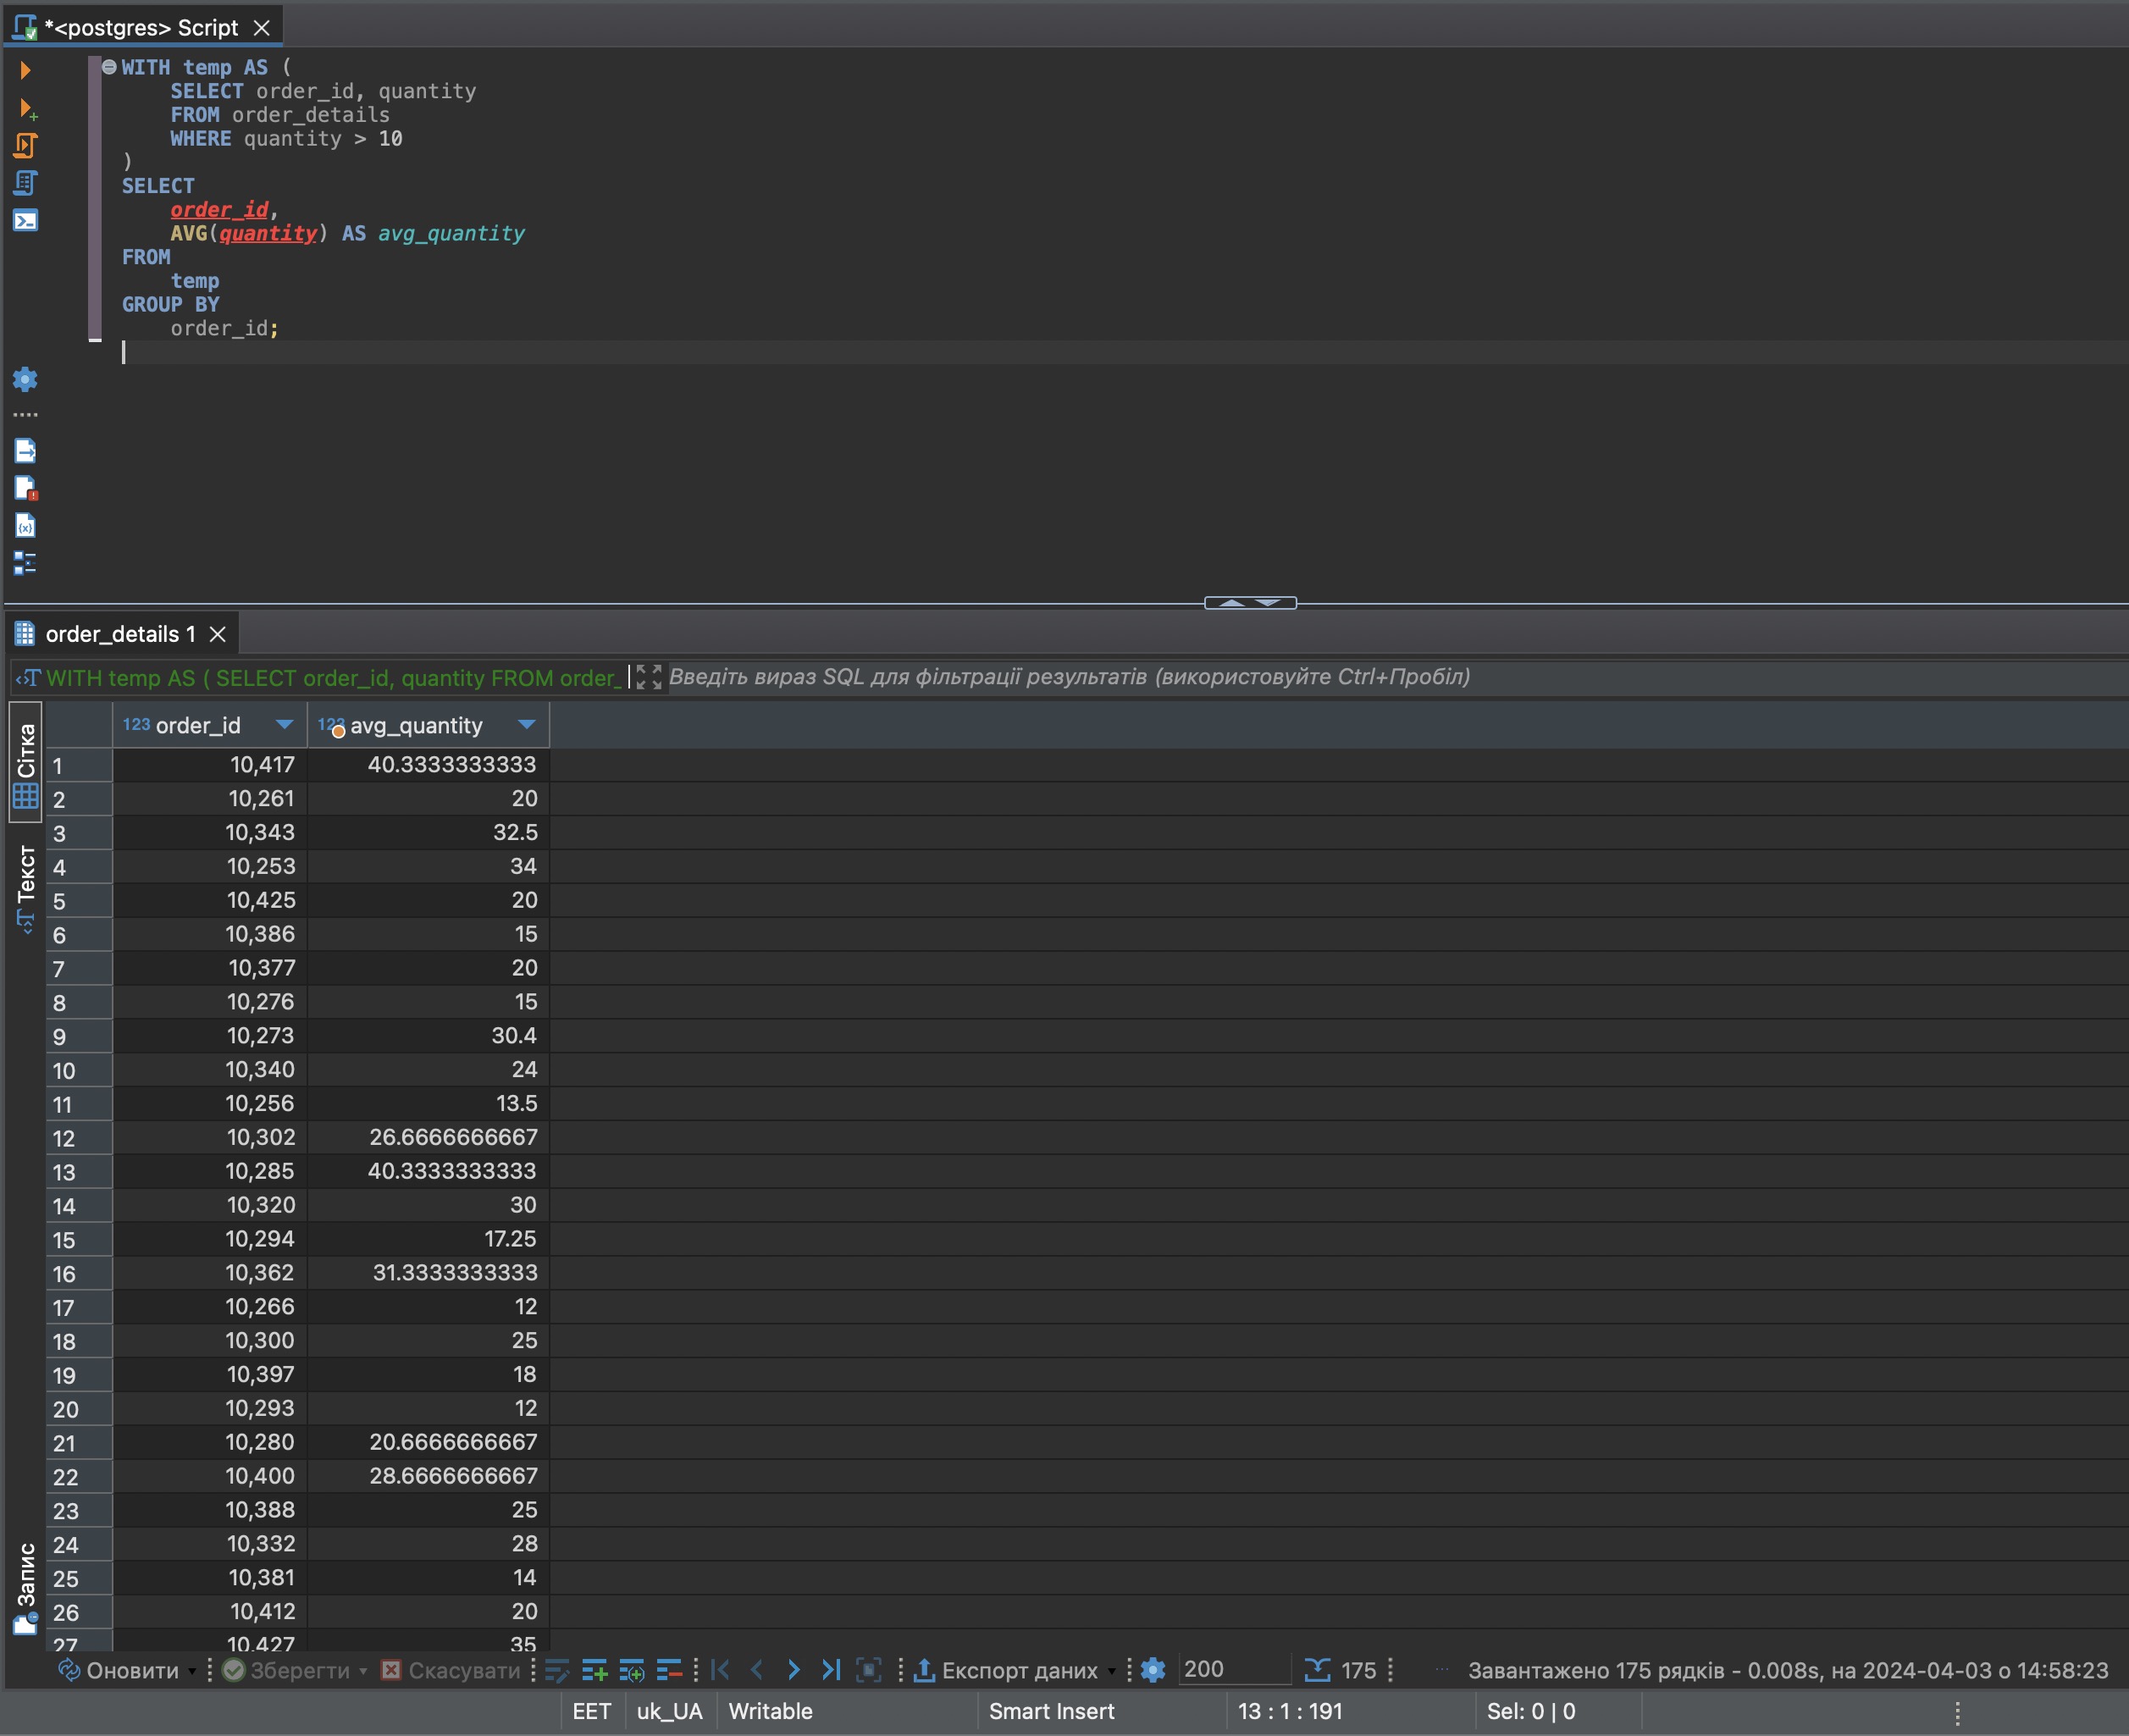 *<postgres> Script
WITH temp AS (
SELECT order_id, quantity
FROM order_details
WHERE quantity > 10
)
SELECT
order_id,
AVG(quantity) AS avg_quantity
FROM
temp
GROUP BY
order_id;
order_details 1
WITH temp AS ( SELECT order_id, quantity FROM order_ Введіть вираз SQL для фільтрації результатів (використовуйте Ctrl+Пробіл)
Сітка
Текст
Запис
123 order_id 123 avg_quantity
1 10,417 40.3333333333
2 10,261 20
3 10,343 32.5
4 10,253 34
5 10,425 20
6 10,386 15
7 10,377 20
8 10,276 15
9 10,273 30.4
10 10,340 24
11 10,256 13.5
12 10,302 26.6666666667
13 10,285 40.3333333333
14 10,320 30
15 10,294 17.25
16 10,362 31.3333333333
17 10,266 12
18 10,300 25
19 10,397 18
20 10,293 12
21 10,280 20.6666666667
22 10,400 28.6666666667
23 10,388 25
24 10,332 28
25 10,381 14
26 10,412 20
27 10,427 35
Оновити Зберегти Скасувати Експорт даних 200 175 Завантажено 175 рядків - 0.008s, на 2024-04-03 о 14:58:23
EET uk_UA Writable Smart Insert 13 : 1 : 191 Sel: 0 | 0